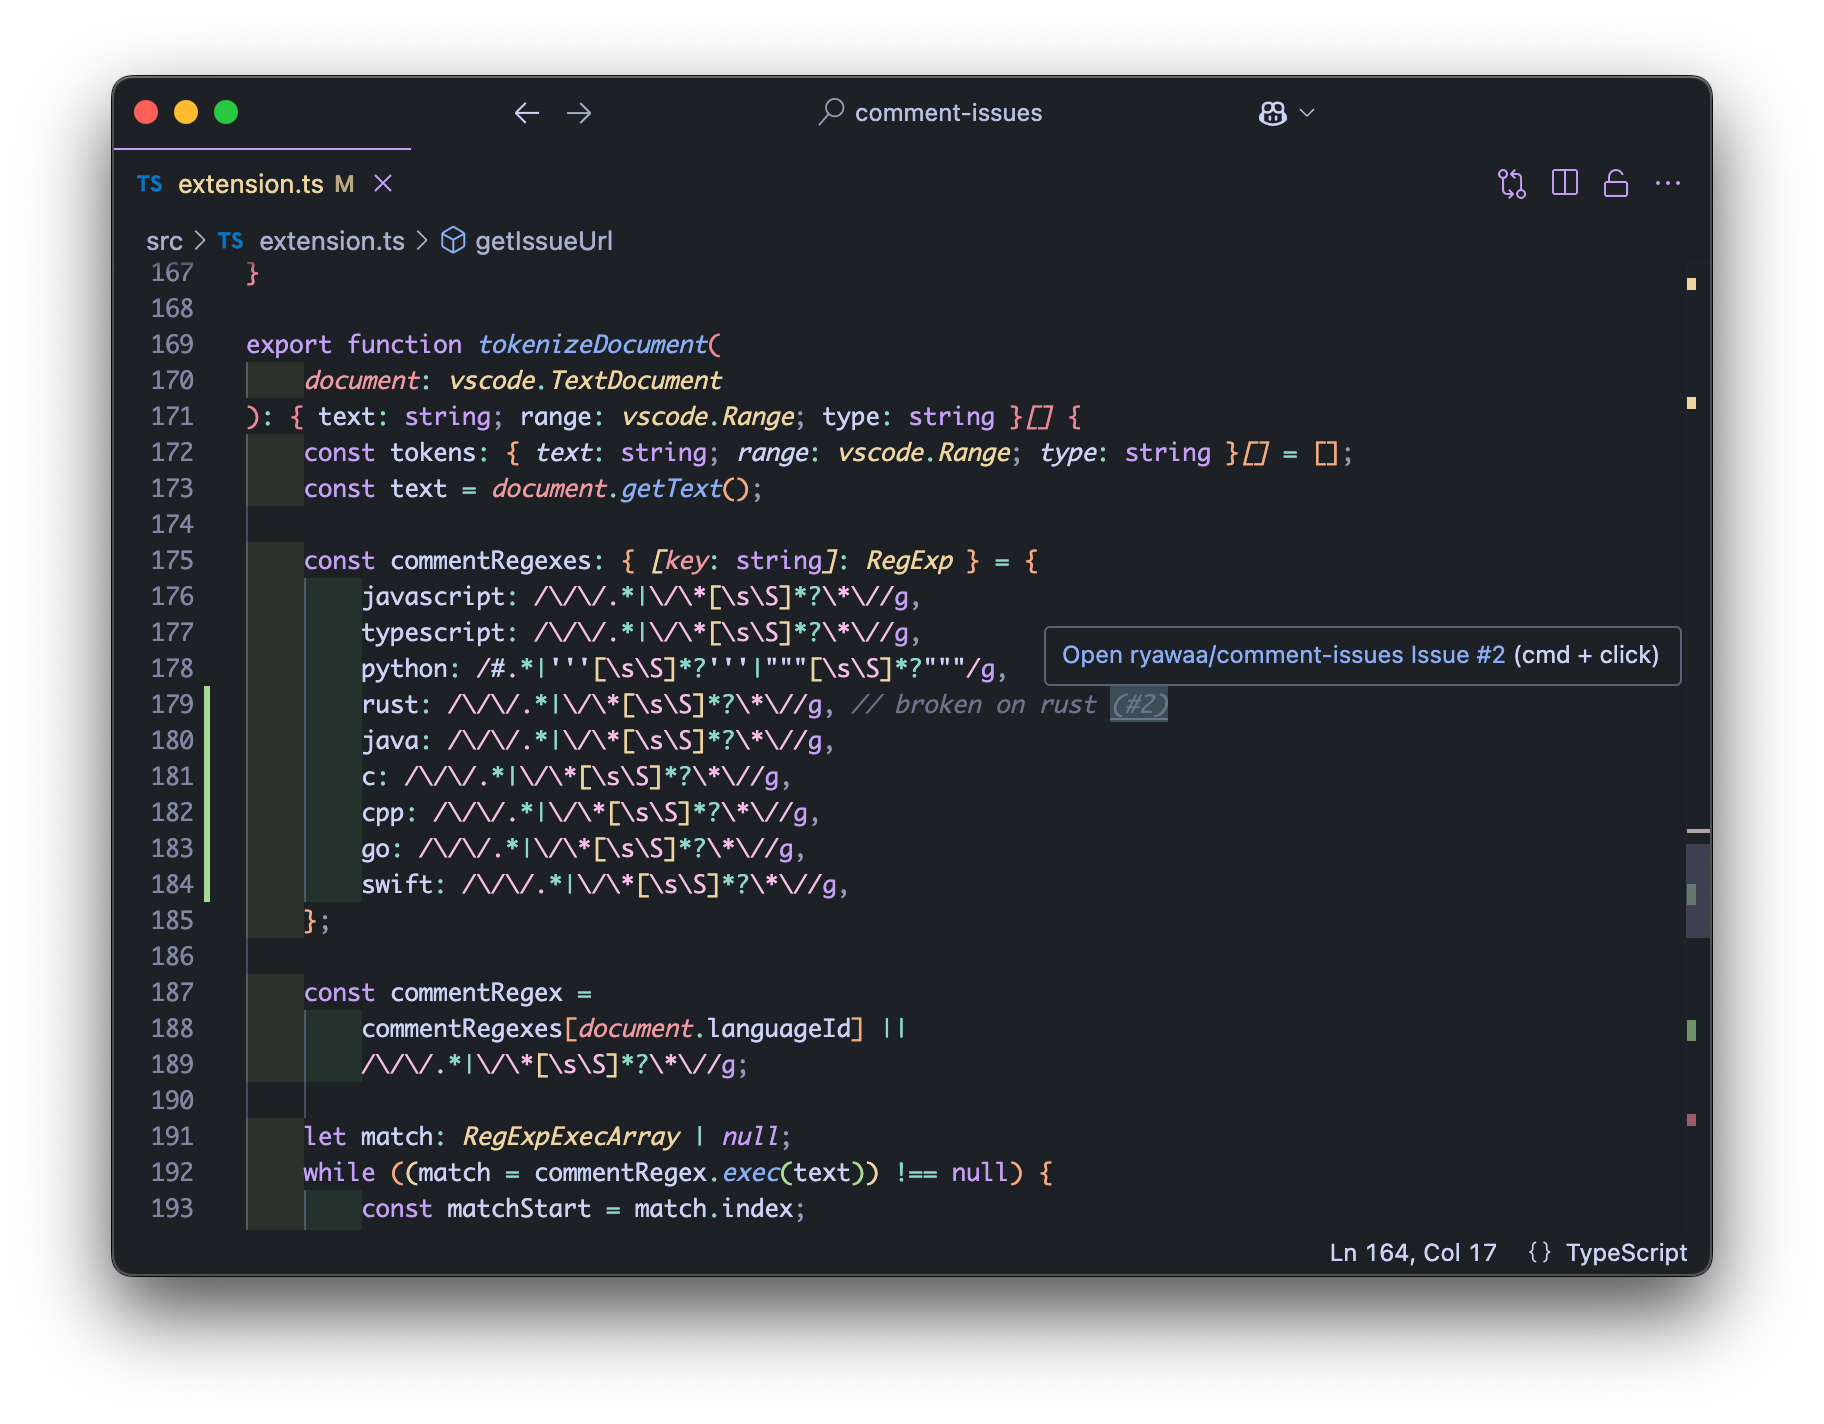 comment-issues
TS extension.ts M
src > TS extension.ts > getIssueUrl
167 }
168
169 export function tokenizeDocument(
170 document: vscode.TextDocument
171 ): { text: string; range: vscode.Range; type: string }[] {
172 const tokens: { text: string; range: vscode.Range; type: string }[] = [];
173 const text = document.getText();
174
175 const commentRegexes: { [key: string]: RegExp } = {
176 javascript: /\/\/.*|\/\*[\s\S]*?\*\//g,
177 typescript: /\/\/.*|\/\*[\s\S]*?\*\//g,
178 python: /#.*|'''[\s\S]*?'''|"""[\s\S]*?"""/g,
Open ryawaa/comment-issues Issue #2 (cmd + click)
179 rust: /\/\/.*|\/\*[\s\S]*?\*\//g, // broken on rust (#2)
180 java: /\/\/.*|\/\*[\s\S]*?\*\//g,
181 c: /\/\/.*|\/\*[\s\S]*?\*\//g,
182 cpp: /\/\/.*|\/\*[\s\S]*?\*\//g,
183 go: /\/\/.*|\/\*[\s\S]*?\*\//g,
184 swift: /\/\/.*|\/\*[\s\S]*?\*\//g,
185 };
186
187 const commentRegex =
188 commentRegexes[document.languageId] ||
189 /\/\/.*|\/\*[\s\S]*?\*\//g;
190
191 let match: RegExpExecArray | null;
192 while ((match = commentRegex.exec(text)) !== null) {
193 const matchStart = match.index;
Ln 164, Col 17 {} TypeScript